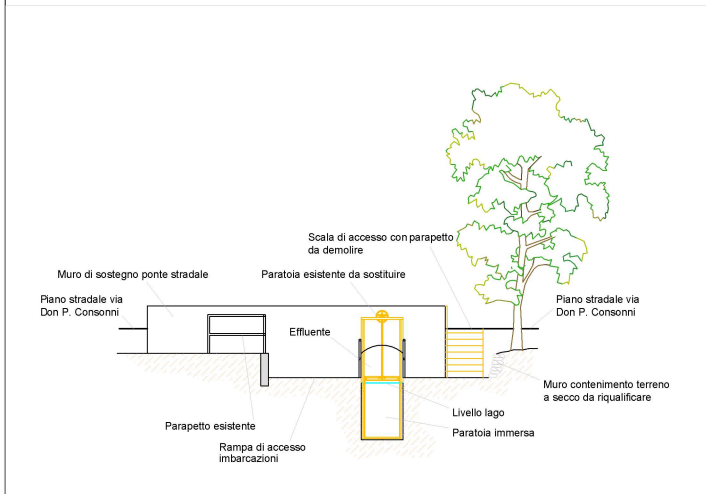 Scala di accesso con parapetto
da demolire
Muro di sostegno ponte stradale
Paratoia esistente da sostituire
Piano stradale via
Don P. Consonni
Piano stradale via
Don P. Consonni
Effluente
Muro contenimento terreno
a secco da riqualificare
Livello lago
Parapetto esistente
Paratoia immersa
Rampa di accesso
imbarcazioni